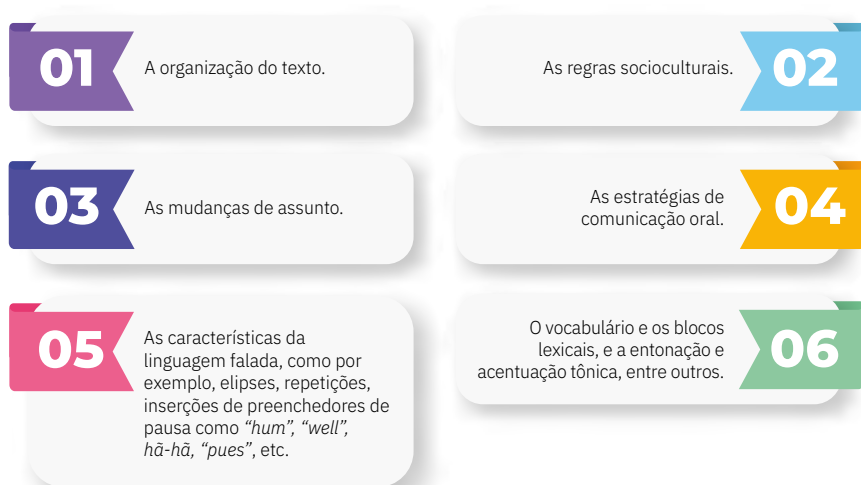 01
A organização do texto.
As regras socioculturais.
02
03
As mudanças de assunto.
As estratégias de
comunicação oral.
04
05
As características da
linguagem falada, como por
exemplo, elipses, repetições,
inserções de preenchedores de
pausa como “hum”, “well”,
hã-hã, “pues”, etc.
O vocabulário e os blocos
lexicais, e a entonação e
acentuação tônica, entre outros.
06